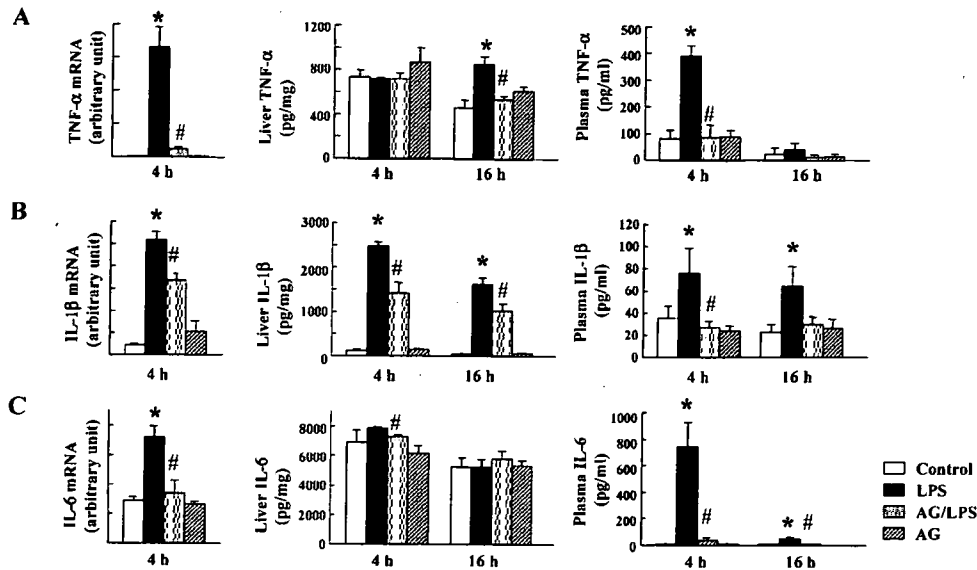 A
TNF-α mRNA
(arbitrary unit)
*
#
4 h
Liver TNF-α
(pg/mg)
1200
800
400
0
*
#
4 h 16 h
Plasma TNF-α
(pg/ml)
500
400
300
200
100
0
*
#
4 h 16 h
B
IL-1β mRNA
(arbitrary unit)
*
#
4 h
Liver IL-1β
(pg/mg)
3000
2000
1000
0
*
#
*
#
4 h 16 h
Plasma IL-1β
(pg/ml)
120
100
80
60
40
20
0
*
#
*
4 h 16 h
C
IL-6 mRNA
(arbitrary unit)
*
#
4 h
Liver IL-6
(pg/mg)
8000
6000
4000
2000
0
#
4 h 16 h
Plasma IL-6
(pg/ml)
1000
800
600
400
200
0
*
#
* #
4 h 16 h
Control
LPS
AG/LPS
AG